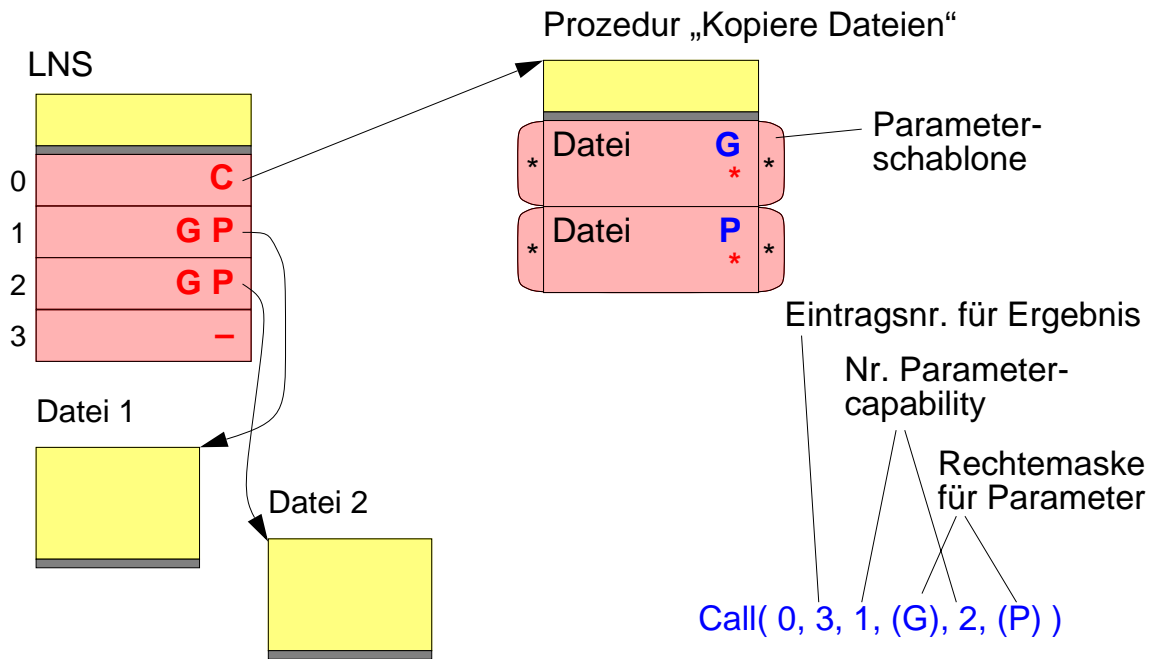 Prozedur „Kopiere Dateien“
LNS
0
C
1
G P
2
G P
3
–
* Datei G *
*
* Datei P *
*
Parameter-
schablone
Datei 1
Datei 2
Eintragsnr. für Ergebnis
Nr. Parameter-
capability
Rechtemaske
für Parameter
Call( 0, 3, 1, (G), 2, (P) )